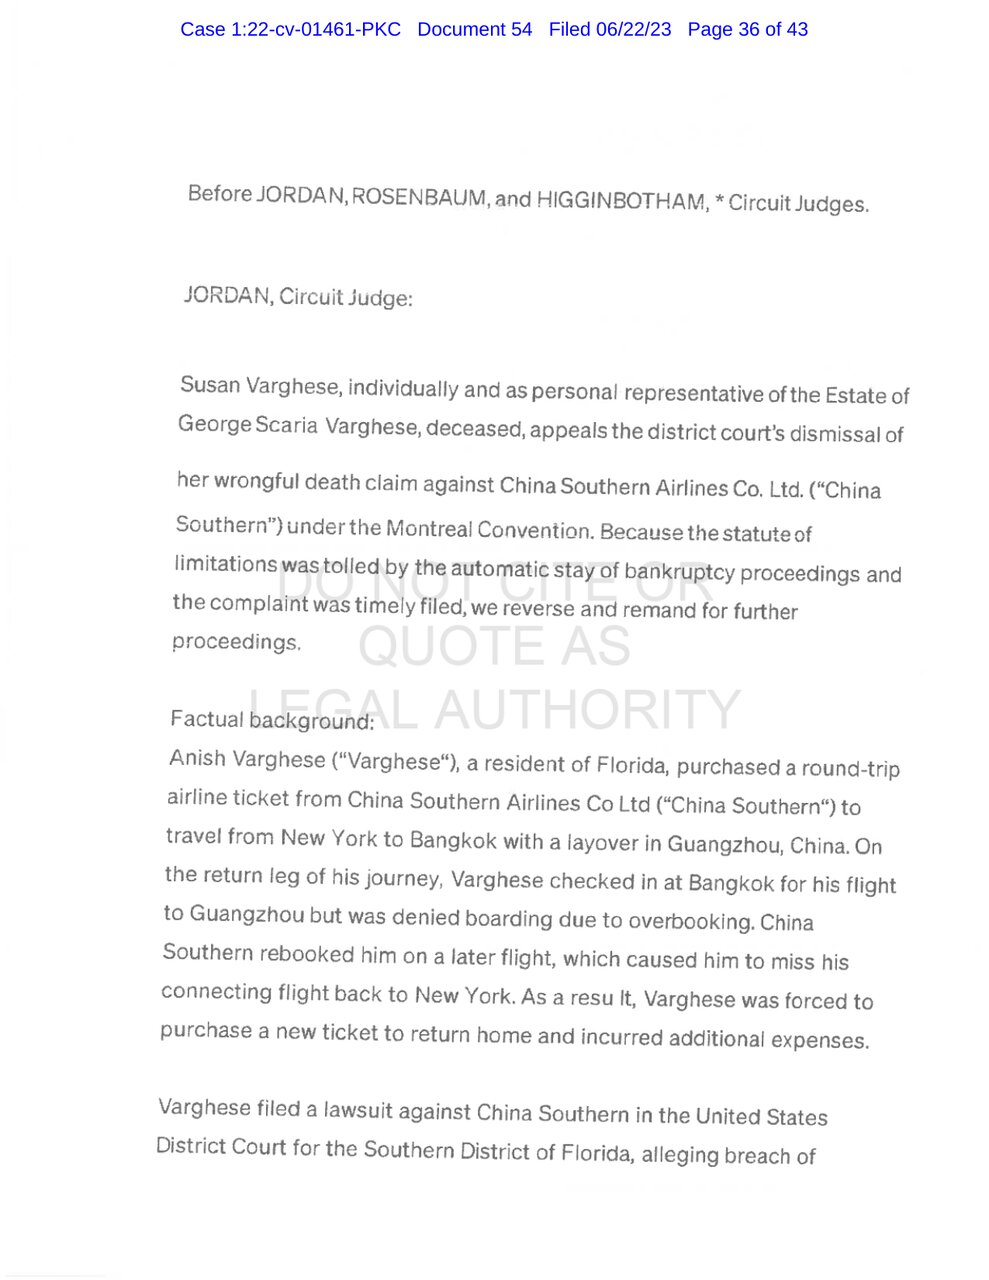 Case 1:22-cv-01461-PKC Document 54 Filed 06/22/23 Page 36 of 43
Before JORDAN, ROSENBAUM, and HIGGINBOTHAM, * Circuit Judges.
JORDAN, Circuit Judge:
Susan Varghese, individually and as personal representative of the Estate of
George Scaria Varghese, deceased, appeals the district court's dismissal of
her wrongful death claim against China Southern Airlines Co. Ltd. (“China
Southern”) under the Montreal Convention. Because the statute of
limitations was tolled by the automatic stay of bankruptcy proceedings and
the complaint was timely filed, we reverse and remand for further
proceedings.
DO NOT CITE OR
QUOTE AS
LEGAL AUTHORITY
Factual background:
Anish Varghese (“Varghese“), a resident of Florida, purchased a round-trip
airline ticket from China Southern Airlines Co Ltd (“China Southern“) to
travel from New York to Bangkok with a layover in Guangzhou, China. On
the return leg of his journey, Varghese checked in at Bangkok for his flight
to Guangzhou but was denied boarding due to overbooking. China
Southern rebooked him on a later flight, which caused him to miss his
connecting flight back to New York. As a resu lt, Varghese was forced to
purchase a new ticket to return home and incurred additional expenses.
Varghese filed a lawsuit against China Southern in the United States
District Court for the Southern District of Florida, alleging breach of